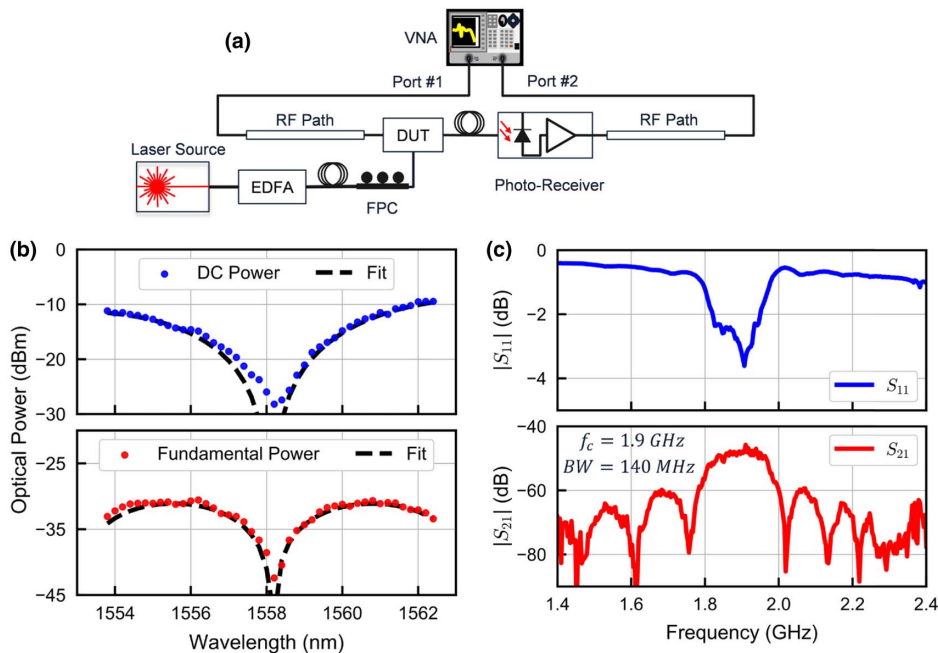 (a)
VNA
Port #1
Port #2
RF Path
DUT
RF Path
Laser Source
EDFA
FPC
Photo-Receiver
(b)
0
−10
−20
−30
DC Power
Fit
−25
−35
−45
Fundamental Power
Fit
Optical Power (dBm)
1554
1556
1558
1560
1562
Wavelength (nm)
(c)
0
−2
−4
|S11| (dB)
S11
−40
−60
−80
|S21| (dB)
fc = 1.9 GHz
BW = 140 MHz
S21
1.4
1.6
1.8
2.0
2.2
2.4
Frequency (GHz)